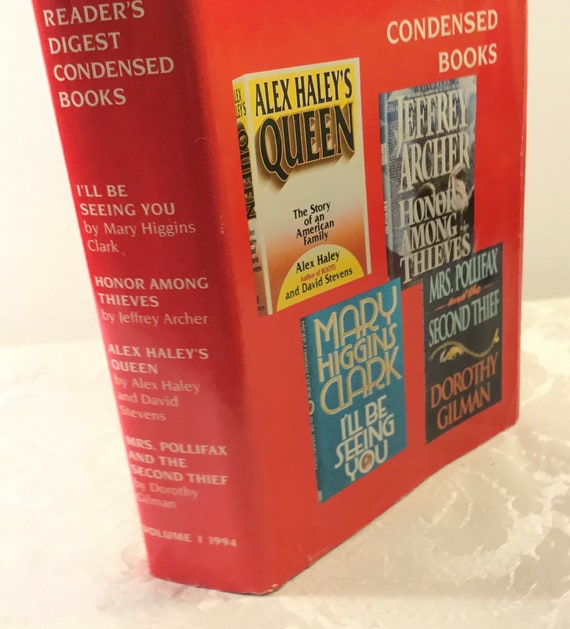 READER'S
DIGEST
CONDENSED
BOOKS
I'LL BE
SEEING YOU
by Mary Higgins
Clark
HONOR AMONG
THIEVES
by Jeffrey Archer
ALEX HALEY'S
QUEEN
by Alex Haley
and David
Stevens
MRS. POLLIFAX
AND THE
SECOND THIEF
by Dorothy
Gilman
VOLUME 1 1994
CONDENSED
BOOKS
ALEX HALEY'S
QUEEN
The Story
of an
American
Family
Alex Haley
author of ROOTS
and David Stevens
JEFFREY
ARCHER
HONOR
AMONG
THIEVES
MARY
HIGGINS
CLARK
I'LL BE
SEEING
YOU
MRS. POLLIFAX
and the
SECOND THIEF
DOROTHY
GILMAN